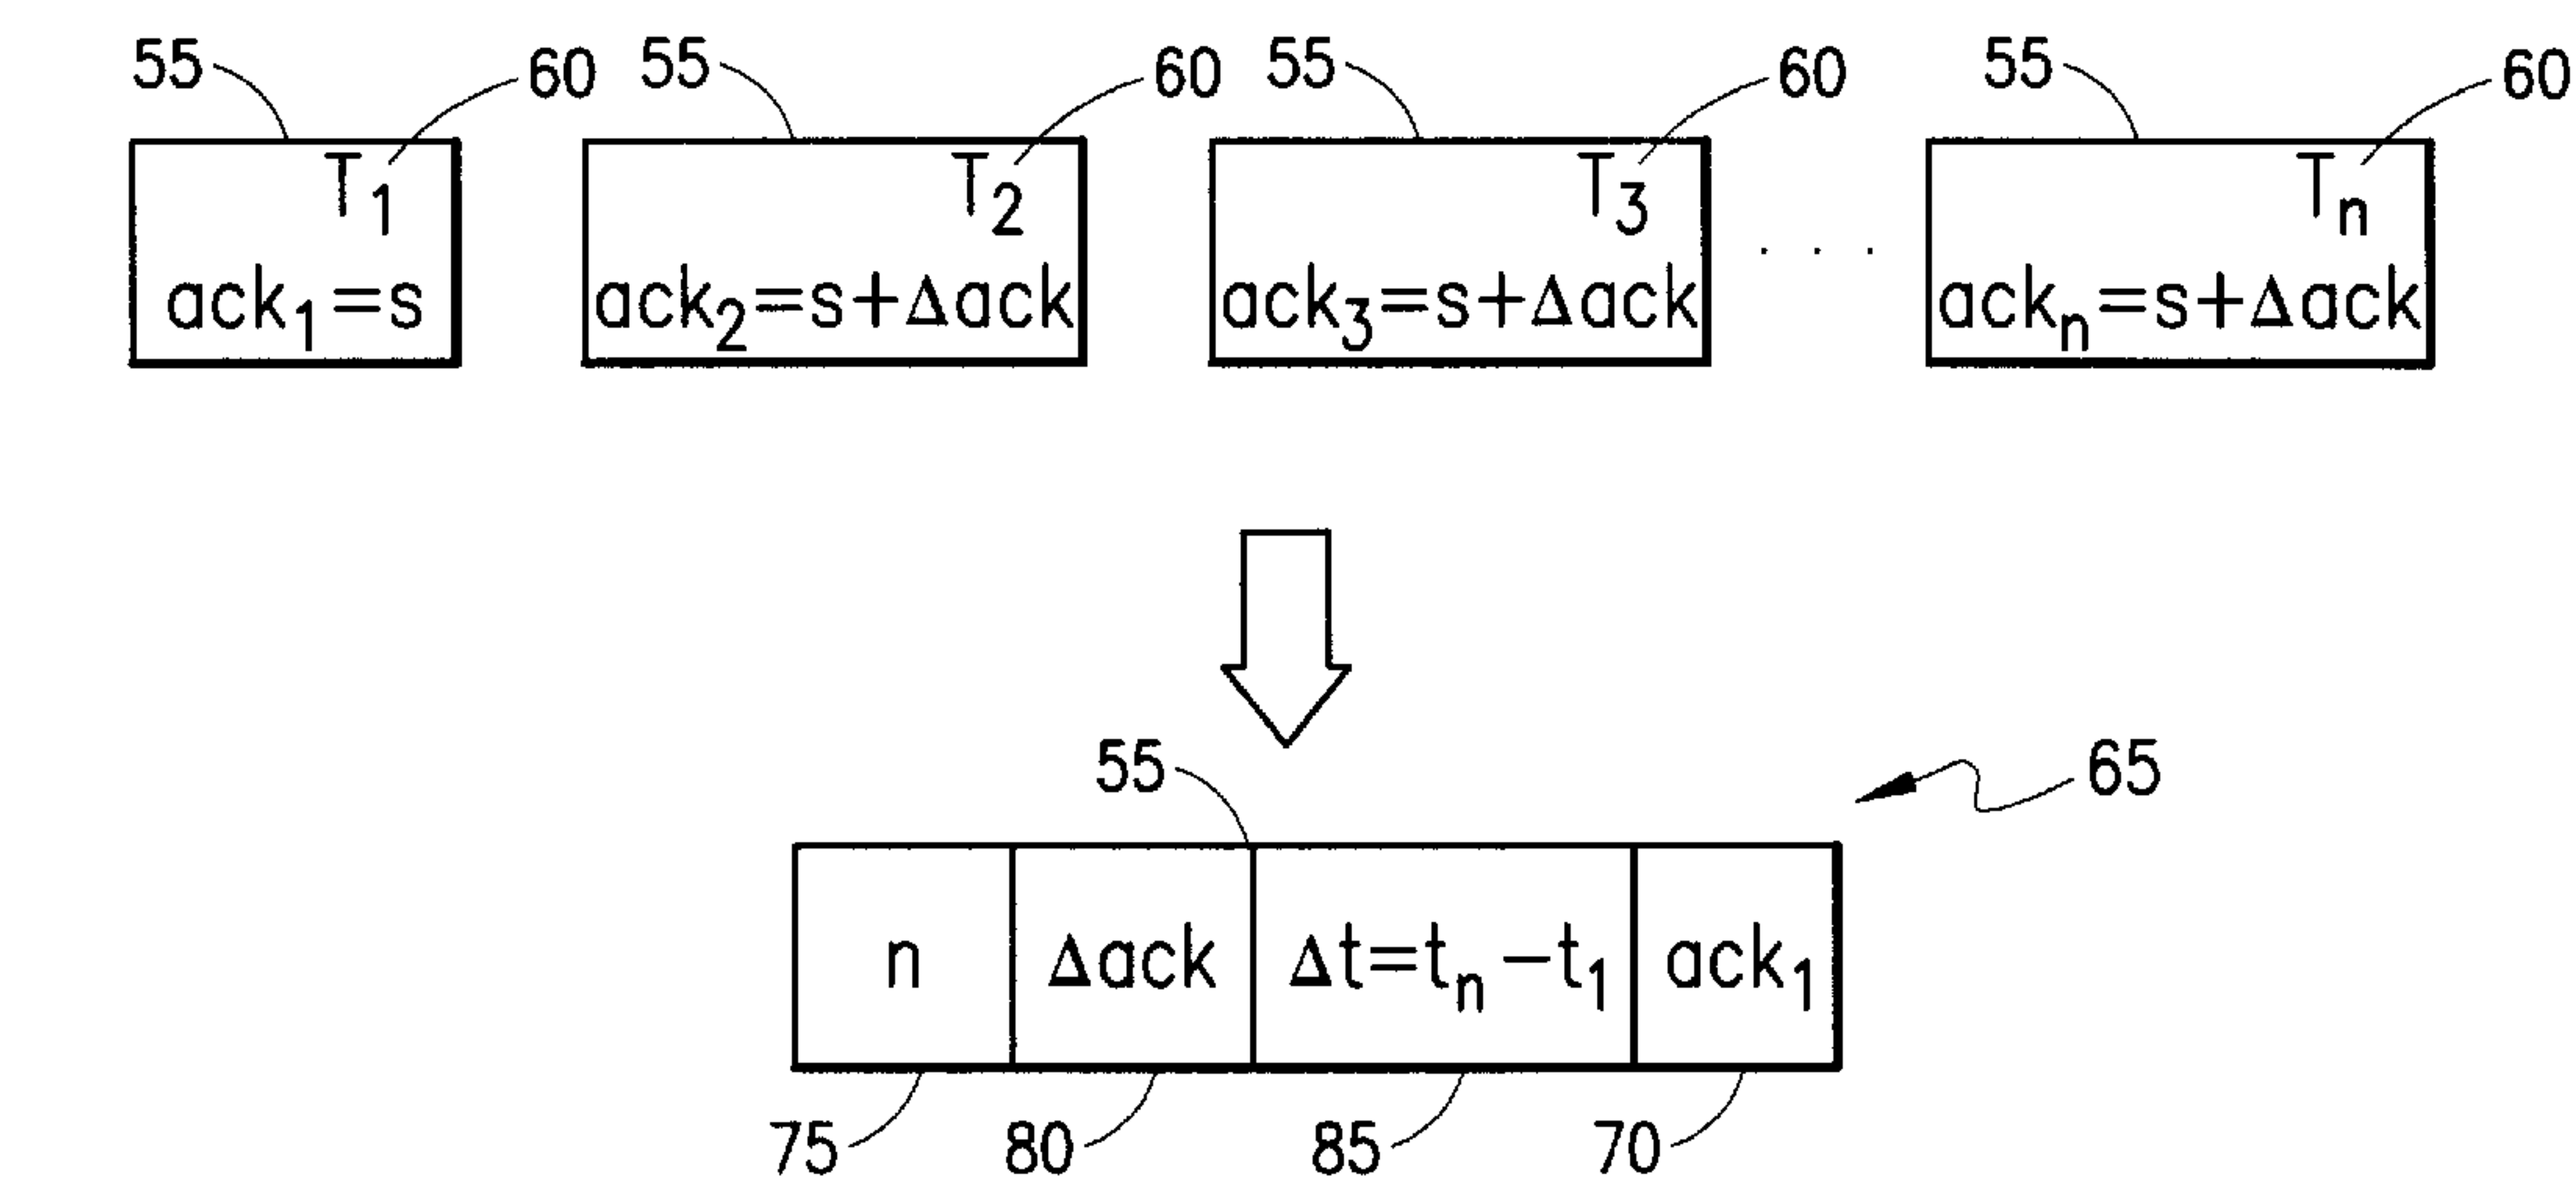 55 60 55 60 55 60 55 60
T1 T2 T3 Tn
ack1=s ack2=s+Δack ack3=s+Δack . . . ackn=s+Δack
55 65
n Δack Δt=tn−t1 ack1
75 80 85 70